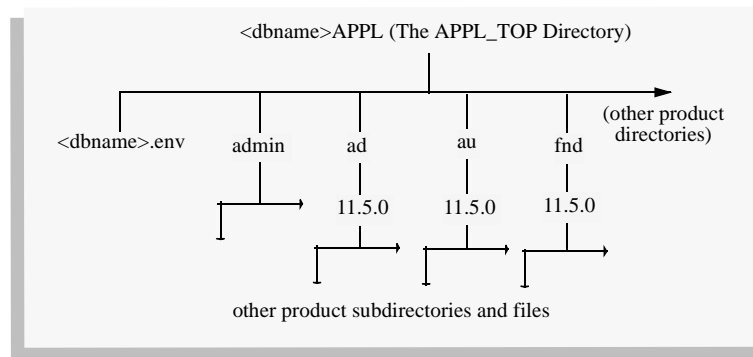 <dbname>APPL (The APPL_TOP Directory)
<dbname>.env
admin
ad
au
fnd
(other product
directories)
11.5.0
11.5.0
11.5.0
other product subdirectories and files